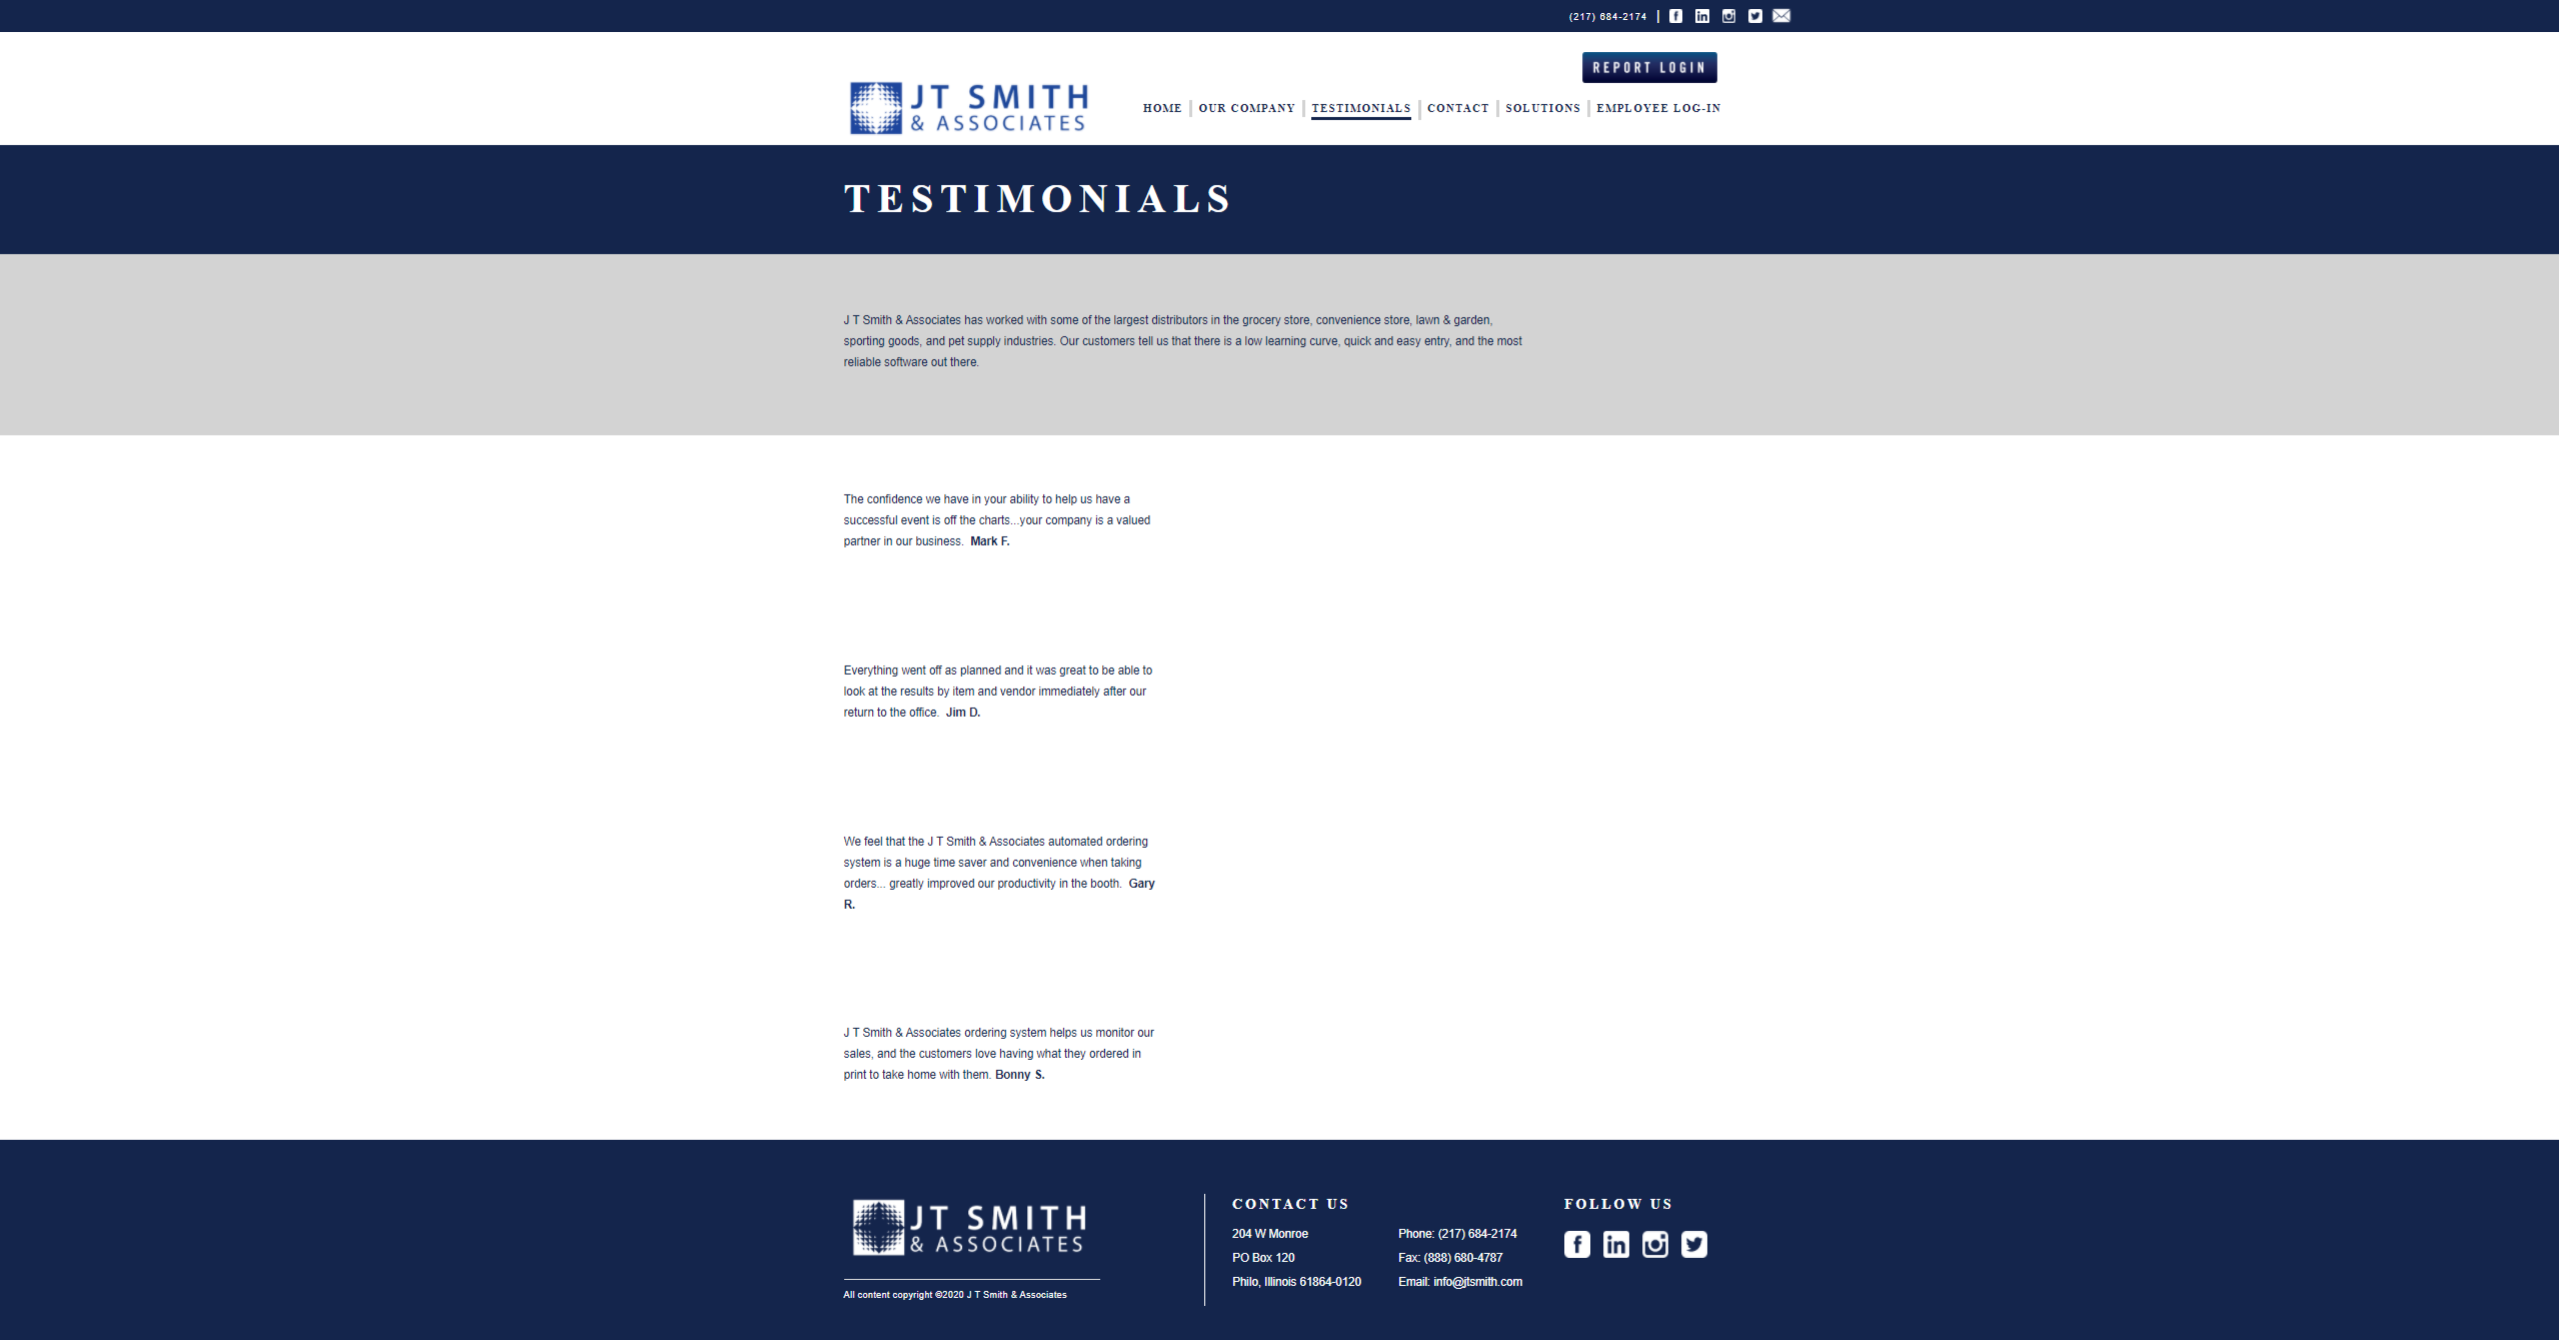 (217) 684-2174 |
REPORT LOGIN
JT SMITH
& ASSOCIATES
HOME | OUR COMPANY | TESTIMONIALS | CONTACT | SOLUTIONS | EMPLOYEE LOG-IN
TESTIMONIALS
J T Smith & Associates has worked with some of the largest distributors in the grocery store, convenience store, lawn & garden,
sporting goods, and pet supply industries. Our customers tell us that there is a low learning curve, quick and easy entry, and the most
reliable software out there.
The confidence we have in your ability to help us have a
successful event is off the charts...your company is a valued
partner in our business. Mark F.
Everything went off as planned and it was great to be able to
look at the results by item and vendor immediately after our
return to the office. Jim D.
We feel that the J T Smith & Associates automated ordering
system is a huge time saver and convenience when taking
orders... greatly improved our productivity in the booth. Gary
R.
J T Smith & Associates ordering system helps us monitor our
sales, and the customers love having what they ordered in
print to take home with them. Bonny S.
JT SMITH
& ASSOCIATES
All content copyright ©2020 J T Smith & Associates
CONTACT US
204 W Monroe
PO Box 120
Philo, Illinois 61864-0120
Phone: (217) 684-2174
Fax: (888) 680-4787
Email: info@jtsmith.com
FOLLOW US